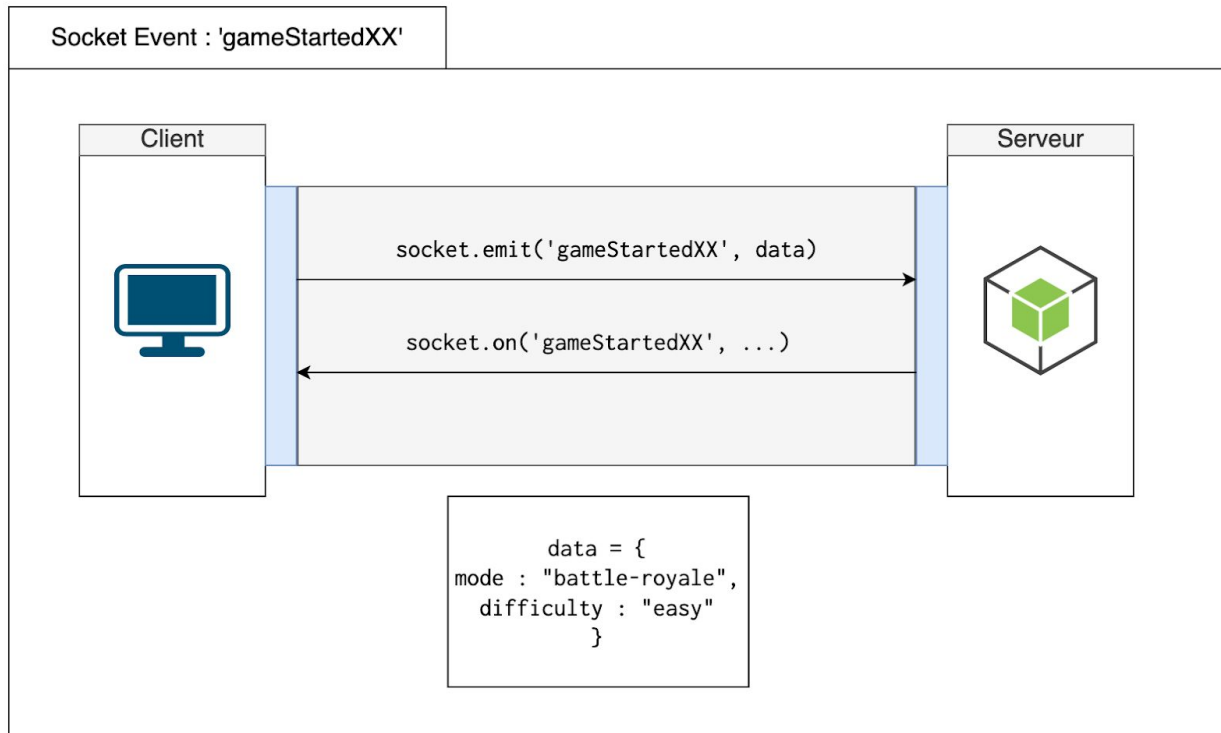 Socket Event : 'gameStartedXX'
Client
Serveur
socket.emit('gameStartedXX', data)
socket.on('gameStartedXX', ...)
data = {
mode : "battle-royale",
difficulty : "easy"
}